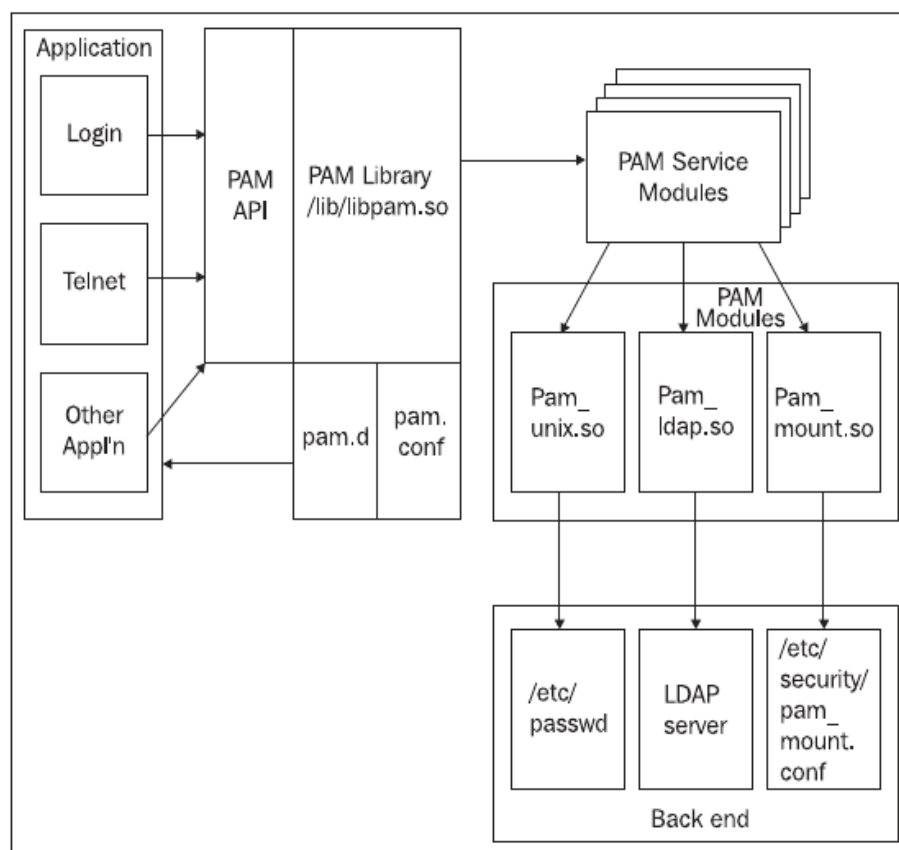 Application
Login
Telnet
Other
Appl'n
PAM
API
PAM Library
/lib/libpam.so
pam.d
pam.
conf
PAM Service
Modules
PAM
Modules
Pam_
unix.so
Pam_
ldap.so
Pam_
mount.so
/etc/
passwd
LDAP
server
/etc/
security/
pam_
mount.
conf
Back end